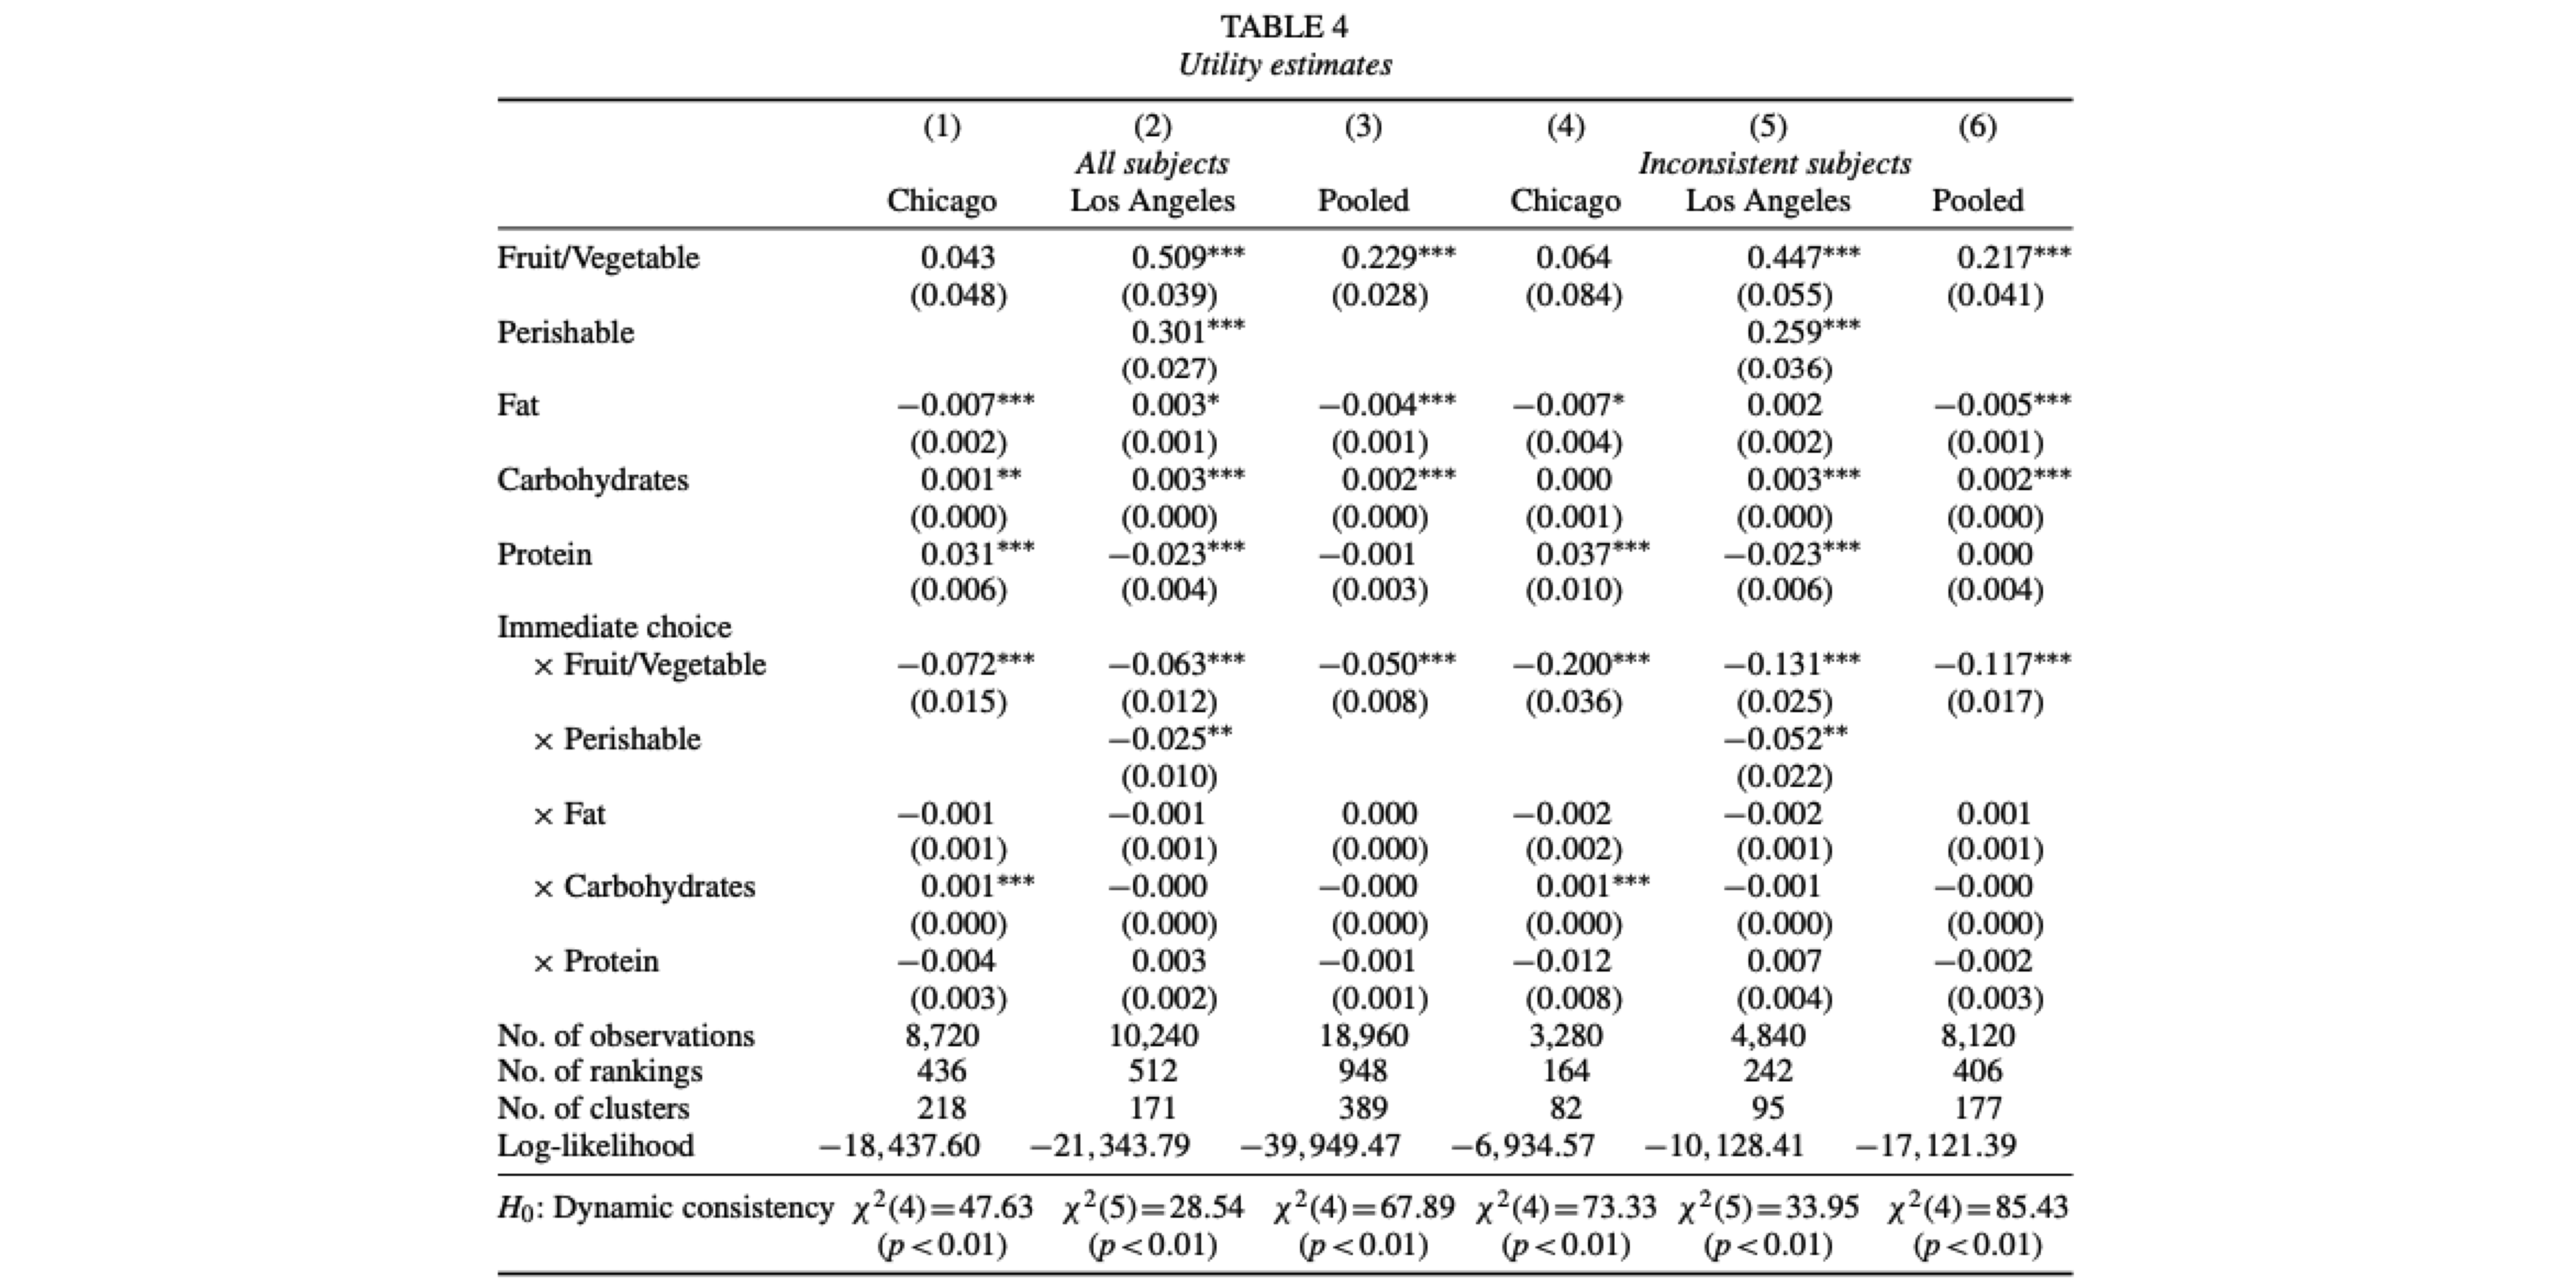 TABLE 4
Utility estimates
(1) (2) (3) (4) (5) (6)
All subjects Inconsistent subjects
Chicago Los Angeles Pooled Chicago Los Angeles Pooled
Fruit/Vegetable 0.043 0.509*** 0.229*** 0.064 0.447*** 0.217***
(0.048) (0.039) (0.028) (0.084) (0.055) (0.041)
Perishable 0.301*** 0.259***
(0.027) (0.036)
Fat −0.007*** 0.003* −0.004*** −0.007* 0.002 −0.005***
(0.002) (0.001) (0.001) (0.004) (0.002) (0.001)
Carbohydrates 0.001** 0.003*** 0.002*** 0.000 0.003*** 0.002***
(0.000) (0.000) (0.000) (0.001) (0.000) (0.000)
Protein 0.031*** −0.023*** −0.001 0.037*** −0.023*** 0.000
(0.006) (0.004) (0.003) (0.010) (0.006) (0.004)
Immediate choice
× Fruit/Vegetable −0.072*** −0.063*** −0.050*** −0.200*** −0.131*** −0.117***
(0.015) (0.012) (0.008) (0.036) (0.025) (0.017)
× Perishable −0.025** −0.052**
(0.010) (0.022)
× Fat −0.001 −0.001 0.000 −0.002 −0.002 0.001
(0.001) (0.001) (0.000) (0.002) (0.001) (0.001)
× Carbohydrates 0.001*** −0.000 −0.000 0.001*** −0.001 −0.000
(0.000) (0.000) (0.000) (0.000) (0.000) (0.000)
× Protein −0.004 0.003 −0.001 −0.012 0.007 −0.002
(0.003) (0.002) (0.001) (0.008) (0.004) (0.003)
No. of observations 8,720 10,240 18,960 3,280 4,840 8,120
No. of rankings 436 512 948 164 242 406
No. of clusters 218 171 389 82 95 177
Log-likelihood −18,437.60 −21,343.79 −39,949.47 −6,934.57 −10,128.41 −17,121.39
H₀: Dynamic consistency χ²(4)=47.63 χ²(5)=28.54 χ²(4)=67.89 χ²(4)=73.33 χ²(5)=33.95 χ²(4)=85.43
(p<0.01) (p<0.01) (p<0.01) (p<0.01) (p<0.01) (p<0.01)